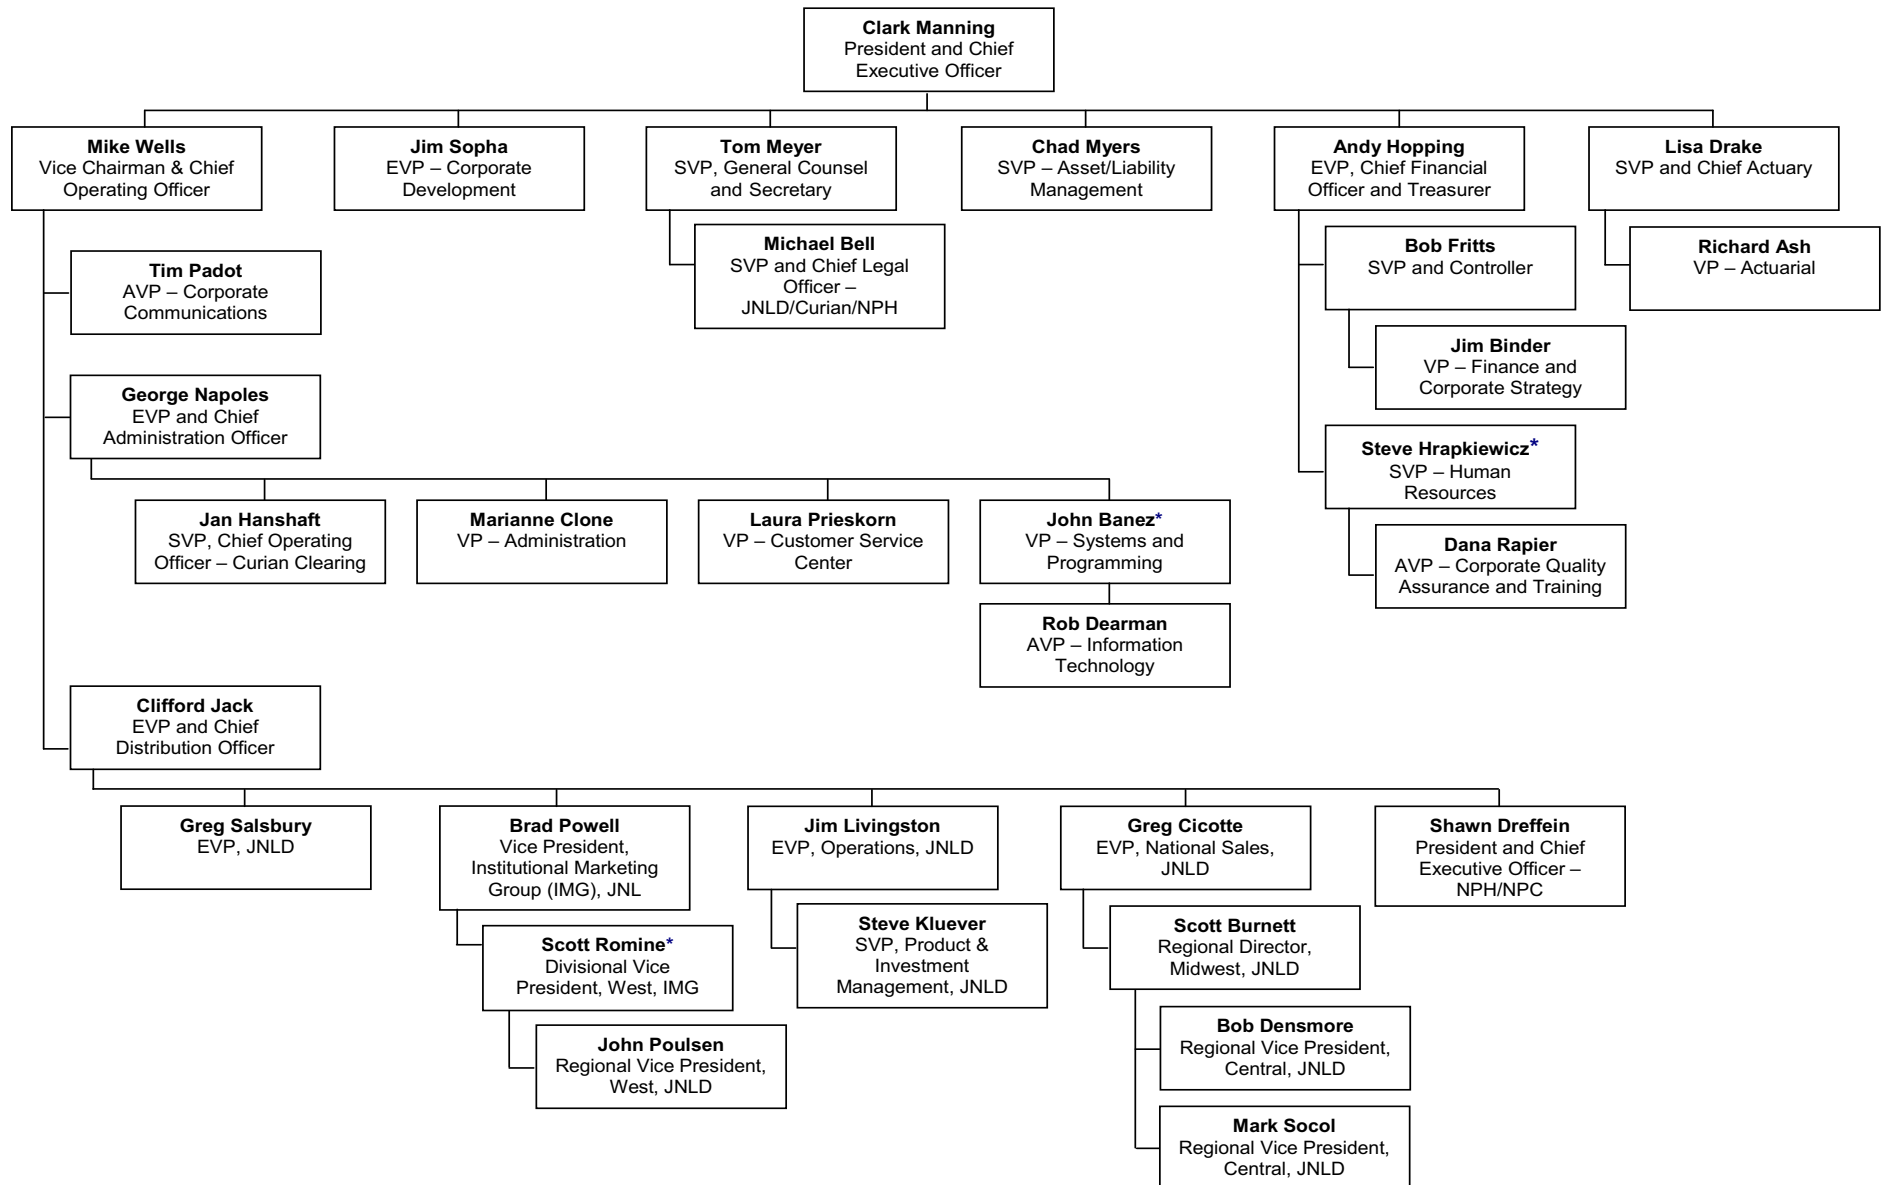 Clark Manning
President and Chief
Executive Officer
Mike Wells
Vice Chairman & Chief
Operating Officer
Jim Sopha
EVP – Corporate
Development
Tom Meyer
SVP, General Counsel
and Secretary
Chad Myers
SVP – Asset/Liability
Management
Andy Hopping
EVP, Chief Financial
Officer and Treasurer
Lisa Drake
SVP and Chief Actuary
Tim Padot
AVP – Corporate
Communications
Michael Bell
SVP and Chief Legal
Officer –
JNLD/Curian/NPH
Bob Fritts
SVP and Controller
Richard Ash
VP – Actuarial
Jim Binder
VP – Finance and
Corporate Strategy
George Napoles
EVP and Chief
Administration Officer
Steve Hrapkiewicz*
SVP – Human
Resources
Jan Hanshaft
SVP, Chief Operating
Officer – Curian Clearing
Marianne Clone
VP – Administration
Laura Prieskorn
VP – Customer Service
Center
John Banez*
VP – Systems and
Programming
Dana Rapier
AVP – Corporate Quality
Assurance and Training
Rob Dearman
AVP – Information
Technology
Clifford Jack
EVP and Chief
Distribution Officer
Greg Salsbury
EVP, JNLD
Brad Powell
Vice President,
Institutional Marketing
Group (IMG), JNL
Jim Livingston
EVP, Operations, JNLD
Greg Cicotte
EVP, National Sales,
JNLD
Shawn Dreffein
President and Chief
Executive Officer –
NPH/NPC
Scott Romine*
Divisional Vice
President, West, IMG
Steve Kluever
SVP, Product &
Investment
Management, JNLD
Scott Burnett
Regional Director,
Midwest, JNLD
John Poulsen
Regional Vice President,
West, JNLD
Bob Densmore
Regional Vice President,
Central, JNLD
Mark Socol
Regional Vice President,
Central, JNLD